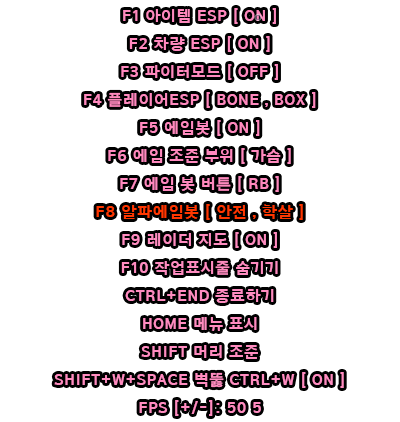 F1 아이템 ESP [ ON ]
F2 차량 ESP [ ON ]
F3 파이터모드 [ OFF ]
F4 플레이어ESP [ BONE , BOX ]
F5 에임봇 [ ON ]
F6 에임 조준 부위 [ 가슴 ]
F7 에임 봇 버튼 [ RB ]
F8 알파에임봇 [ 안전 , 학살 ]
F9 레이더 지도 [ ON ]
F10 작업표시줄 숨기기
CTRL+END 종료하기
HOME 메뉴 표시
SHIFT 머리 조준
SHIFT+W+SPACE 벽뚫 CTRL+W [ ON ]
FPS [+/-]: 50 5